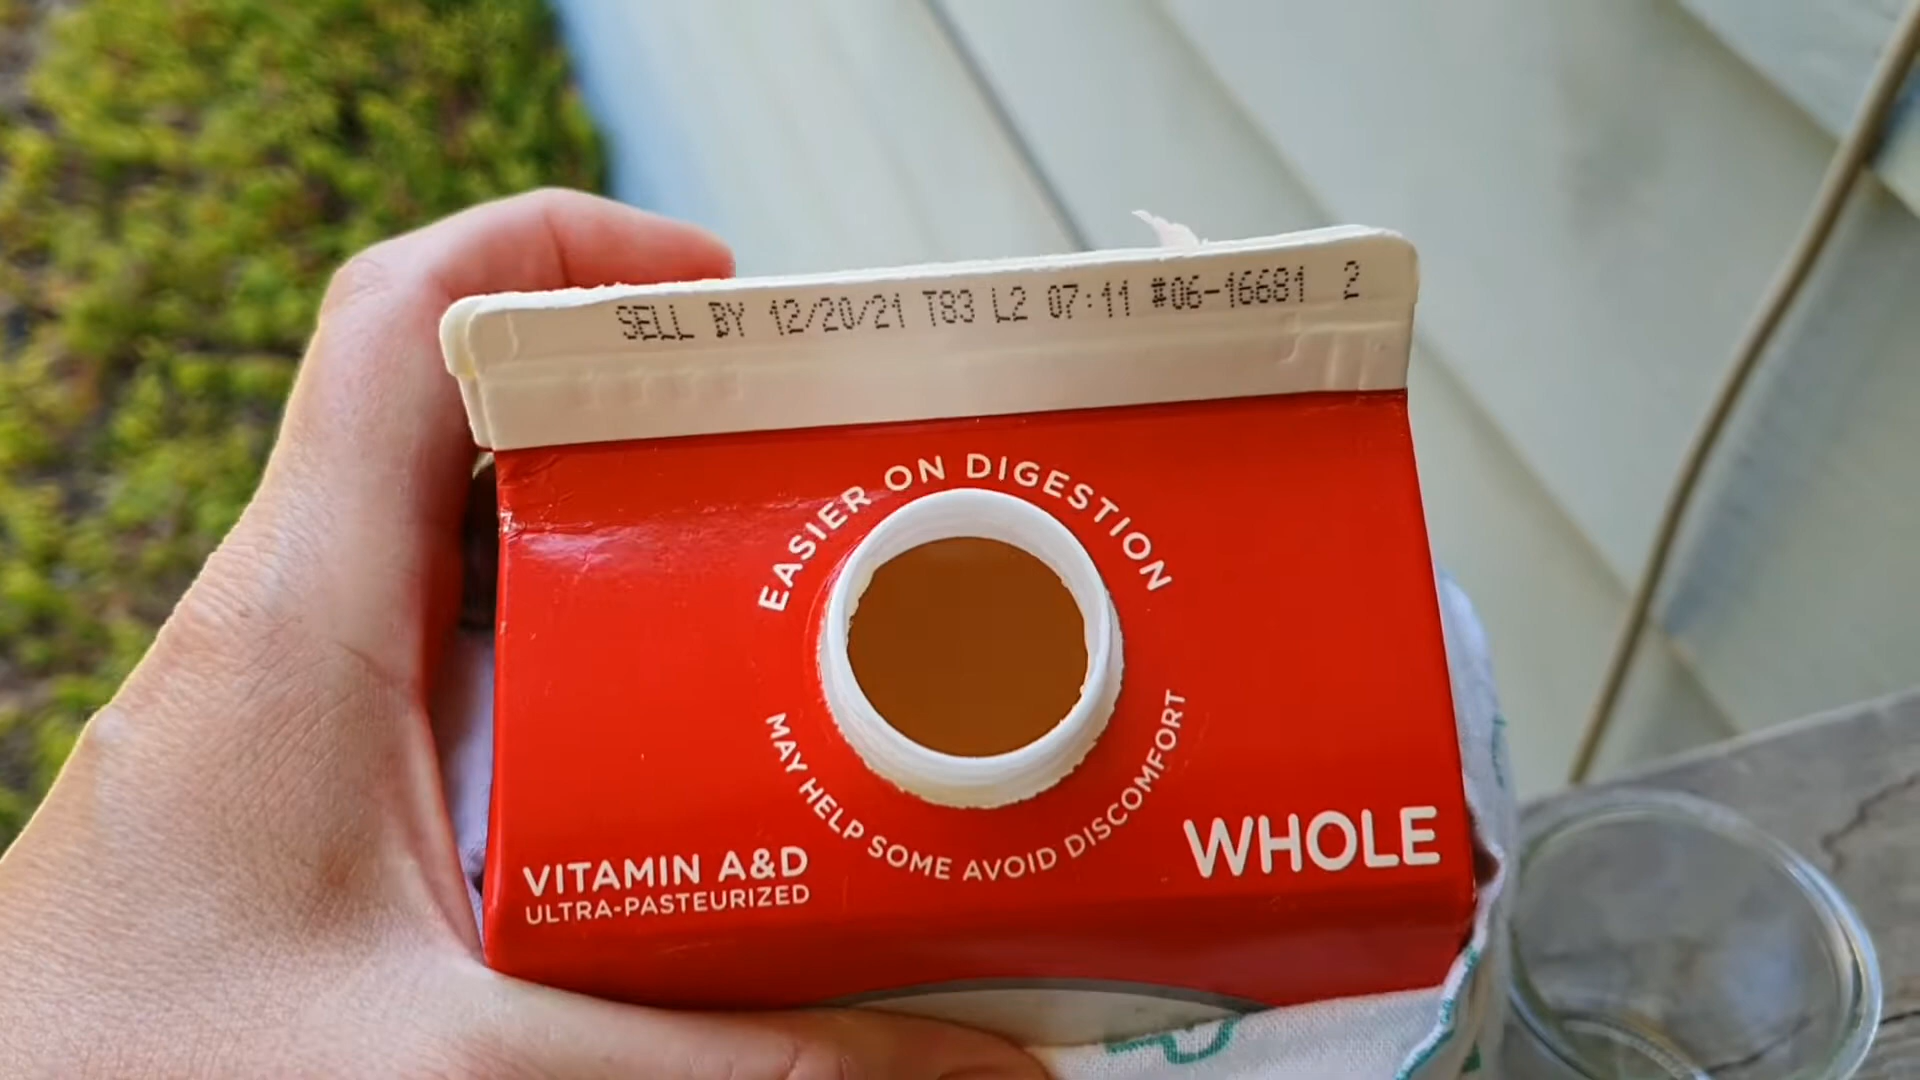 SELL BY 12/20/21 T83 L2 07:11 #06-16681 2
EASIER ON DIGESTION
MAY HELP SOME AVOID DISCOMFORT
VITAMIN A&D
ULTRA-PASTEURIZED
WHOLE